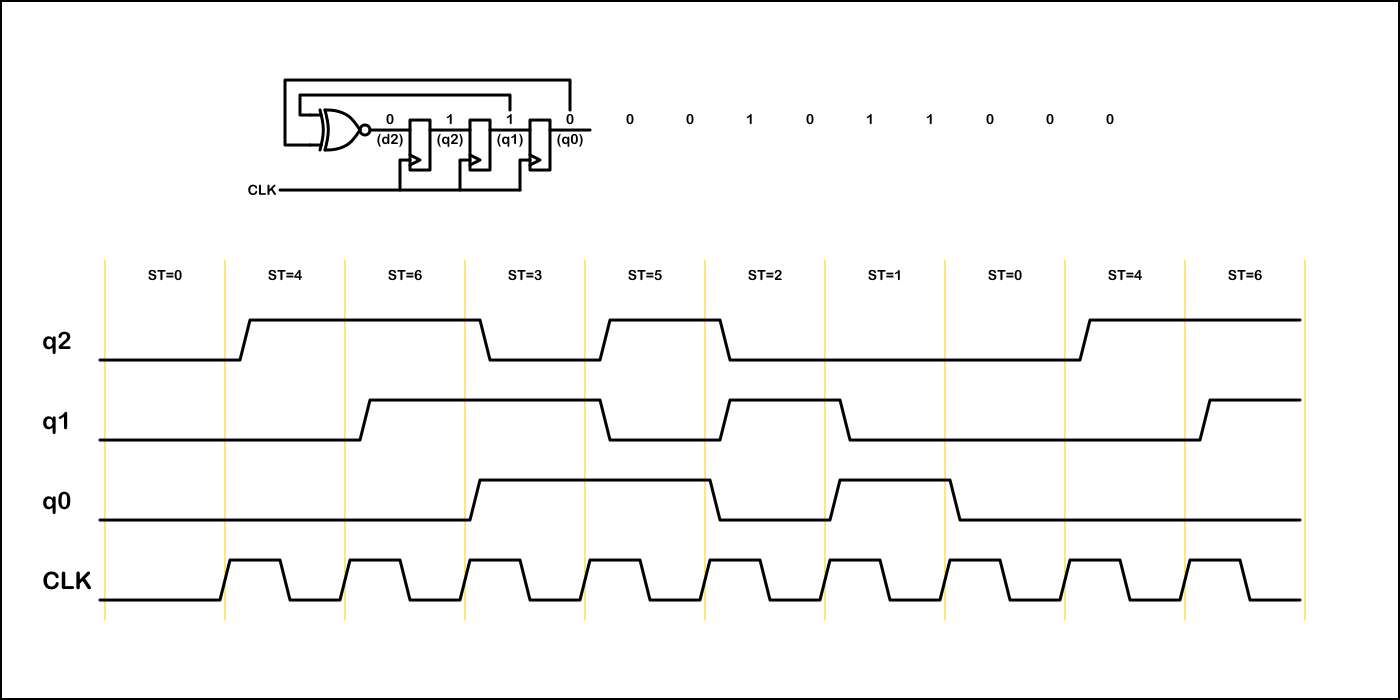 0 1 1 0 0 0 1 0 1 1 0 0 0
(d2) (q2) (q1) (q0)
CLK
ST=0 ST=4 ST=6 ST=3 ST=5 ST=2 ST=1 ST=0 ST=4 ST=6
q2
q1
q0
CLK